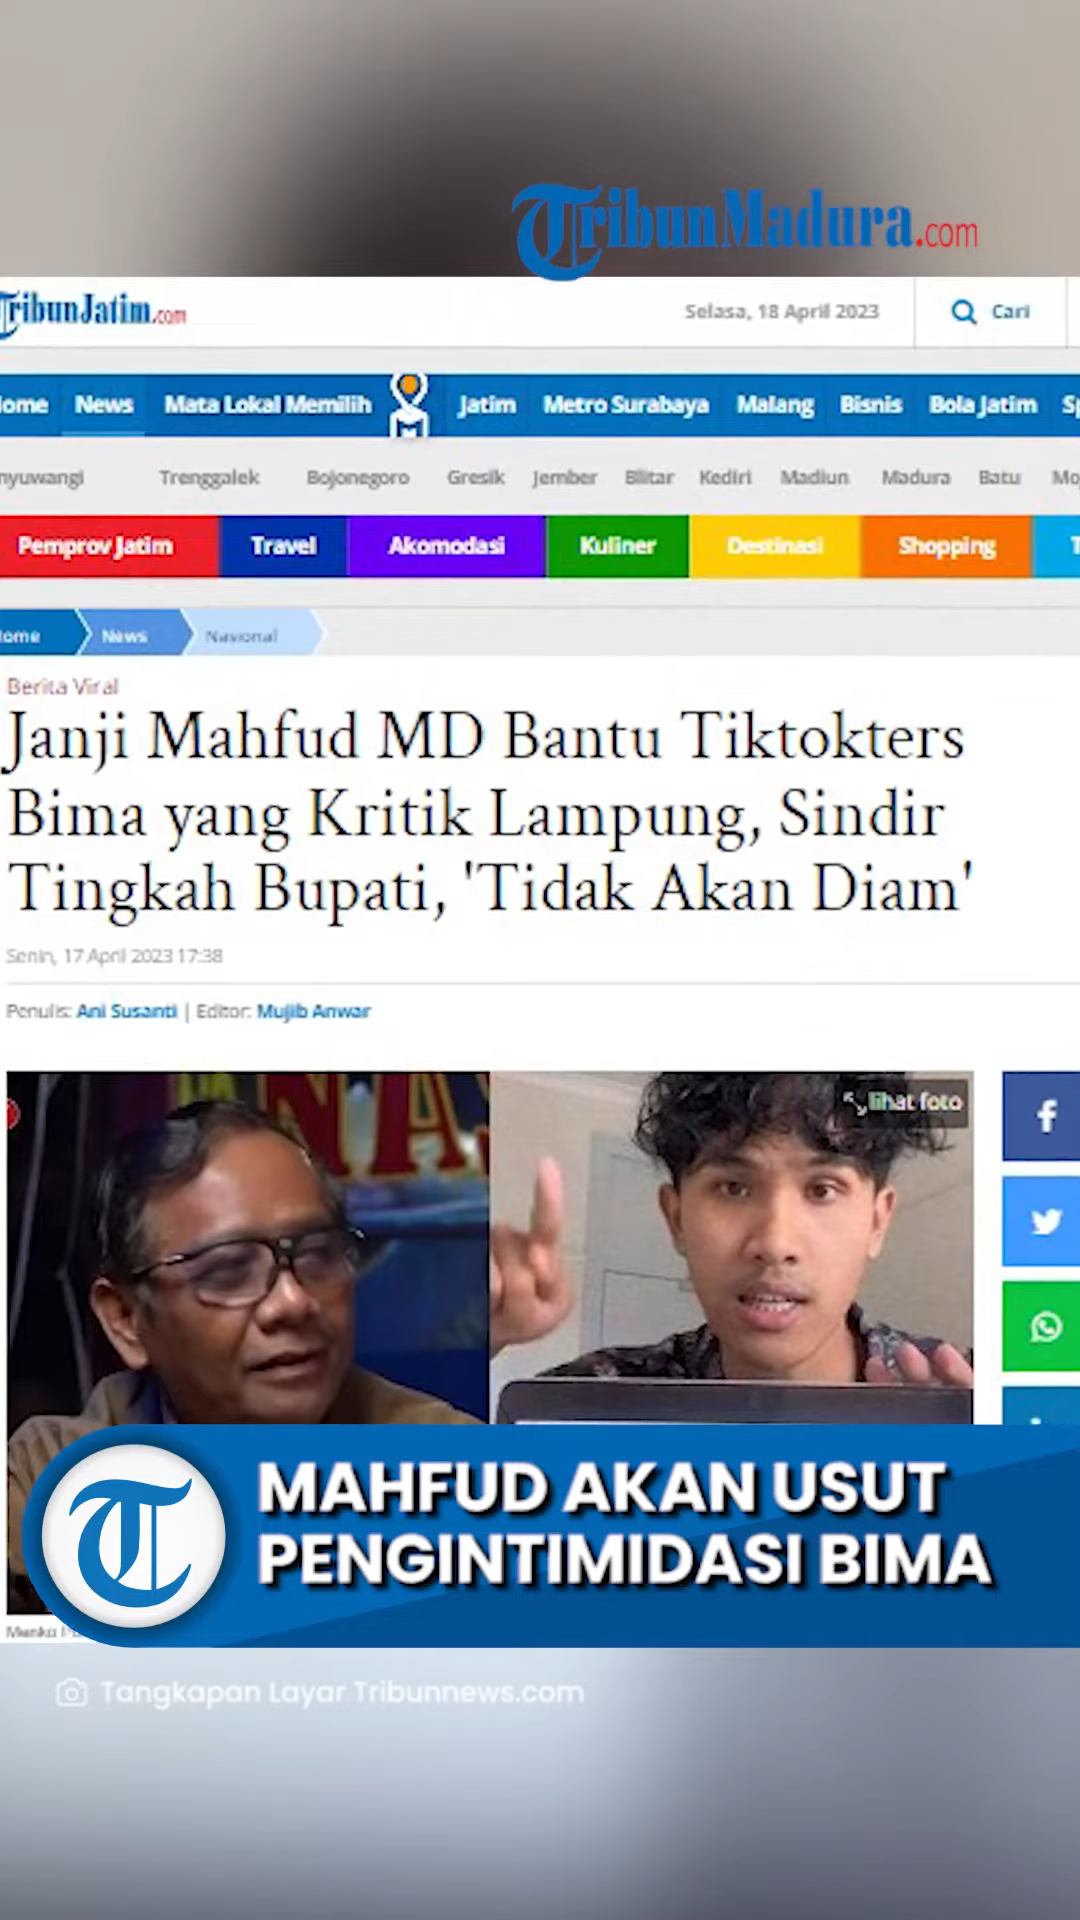 TribunMadura.com
TribunJatim.com
Selasa, 18 April 2023
Cari
News
Mata Lokal Memilih
Jatim
Metro Surabaya
Malang
Bisnis
Bola Jatim
Trenggalek
Bojonegoro
Gresik
Jember
Blitar
Kediri
Madiun
Madura
Batu
Pemprov Jatim
Travel
Akomodasi
Kuliner
Destinasi
Shopping
News
Nasional
Berita Viral
Janji Mahfud MD Bantu Tiktokters
Bima yang Kritik Lampung, Sindir
Tingkah Bupati, 'Tidak Akan Diam'
Senin, 17 April 2023 17:38
Penulis: Ani Susanti | Editor: Mujib Anwar
lihat foto
MAHFUD AKAN USUT
PENGINTIMIDASI BIMA
Tangkapan Layar Tribunnews.com